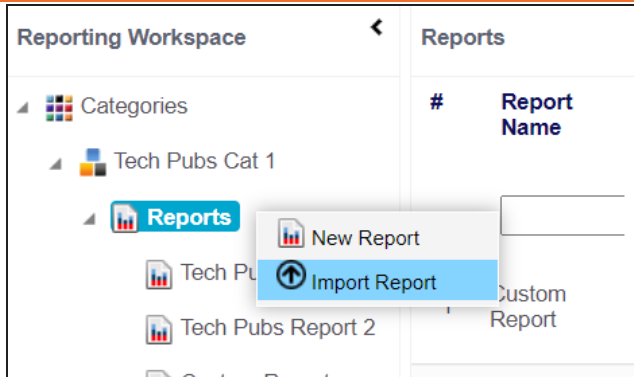 Reporting Workspace
Categories
Tech Pubs Cat 1
Reports
New Report
Import Report
Tech Pu
Tech Pubs Report 2
Reports
# Report
Name
Custom
Report